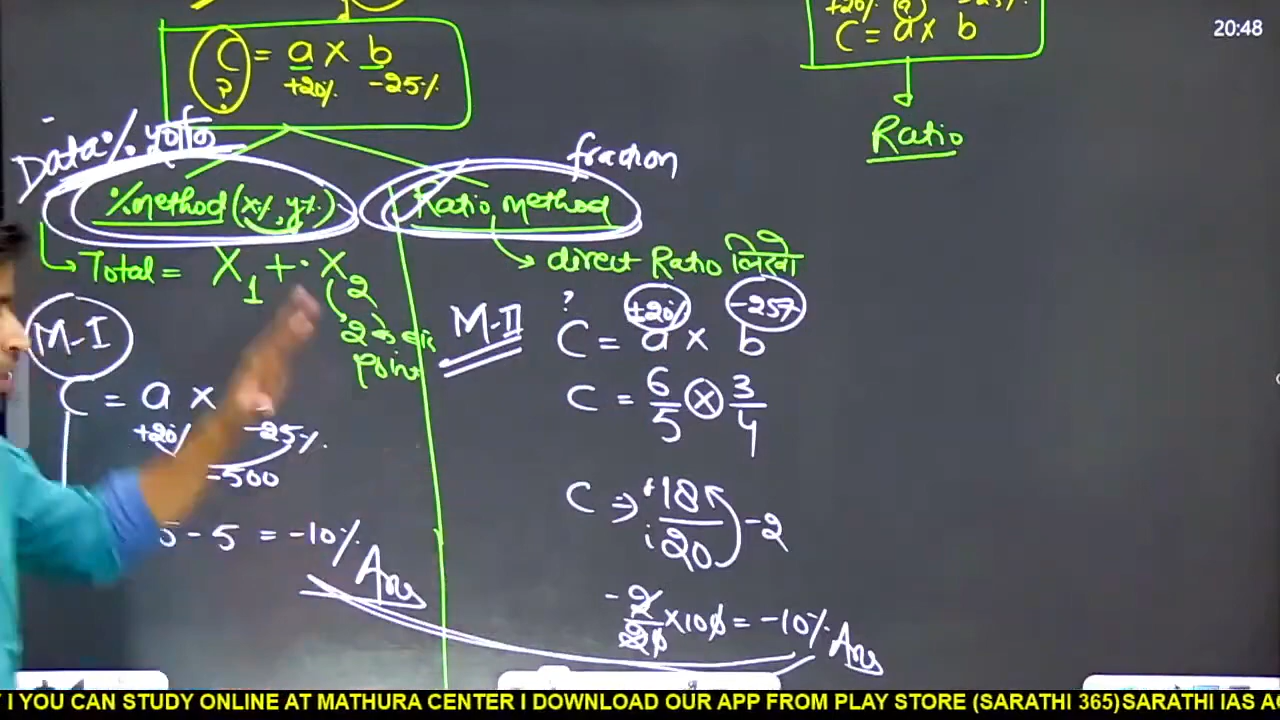 +20% (a) -25%
C = a x b
20:48
C = a x b
? +20% -25%
Ratio
Data % योगिक
fraction
%method (x%, y%)
Ratio method
Total = X1 + . X2
direct Ratio लिखो
2 के बाद
point
M-I
M-II
? +20% -25%
C = a x b
C = a x
+20% -25%
-500
C = 6/5 x 3/4
C ⇒ f 18 / i 20 -2
5 - 5 = -10% Ans
-2/20 x 100 = -10% Ans
I YOU CAN STUDY ONLINE AT MATHURA CENTER I DOWNLOAD OUR APP FROM PLAY STORE (SARATHI 365) SARATHI IAS A